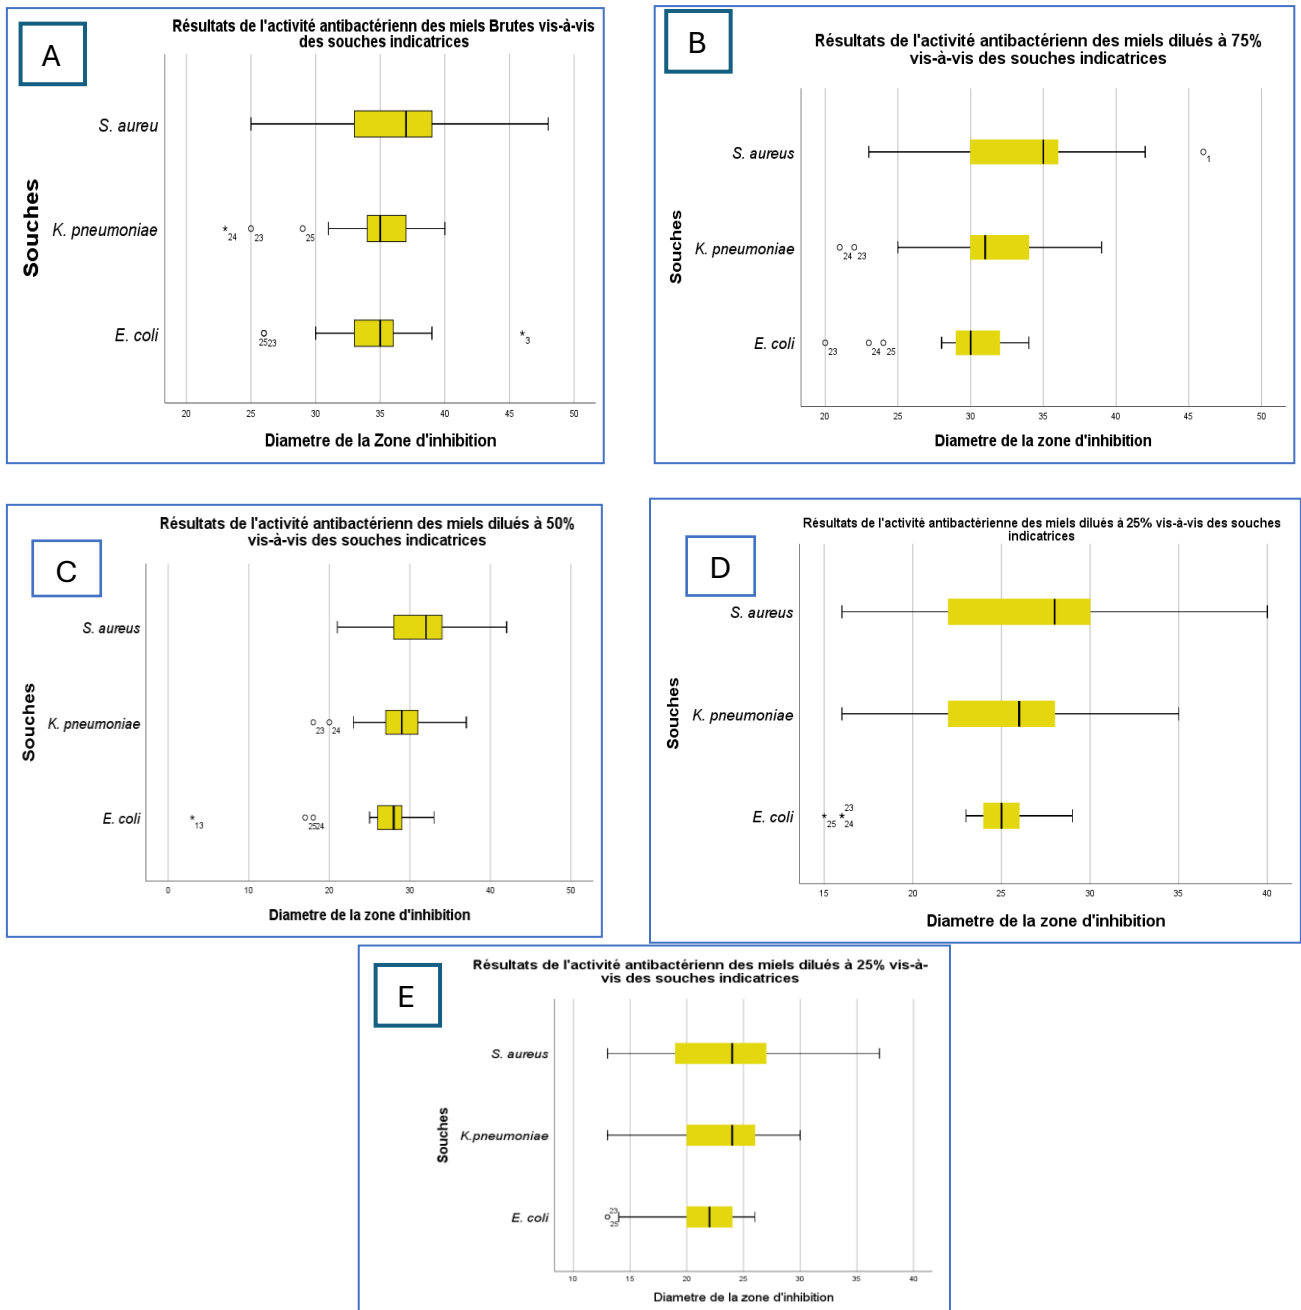 A
Résultats de l'activité antibactérienn des miels Brutes vis-à-vis
des souches indicatrices
Souches
S. aureu
K. pneumoniae
*24 23 25
E. coli
2523 *3
20 25 30 35 40 45 50
Diametre de la Zone d'inhibition
B
Résultats de l'activité antibactérienn des miels dilués à 75%
vis-à-vis des souches indicatrices
Souches
S. aureus
1
K. pneumoniae
24 23
E. coli
23 24 25
20 25 30 35 40 45 50
Diametre de la zone d'inhibition
C
Résultats de l'activité antibactérienn des miels dilués à 50%
vis-à-vis des souches indicatrices
Souches
S. aureus
K. pneumoniae
23 24
E. coli
*13 2524
0 10 20 30 40 50
Diametre de la zone d'inhibition
D
Résultats de l'activité antibactérienne des miels dilués à 25% vis-à-vis des souches
indicatrices
Souches
S. aureus
K. pneumoniae
E. coli
23
*25 *24
15 20 25 30 35 40
Diametre de la zone d'inhibition
E
Résultats de l'activité antibactérienn des miels dilués à 25% vis-à-
vis des souches indicatrices
Souches
S. aureus
K.pneumoniae
E. coli
23
25
10 15 20 25 30 35 40
Diametre de la zone d'inhibition